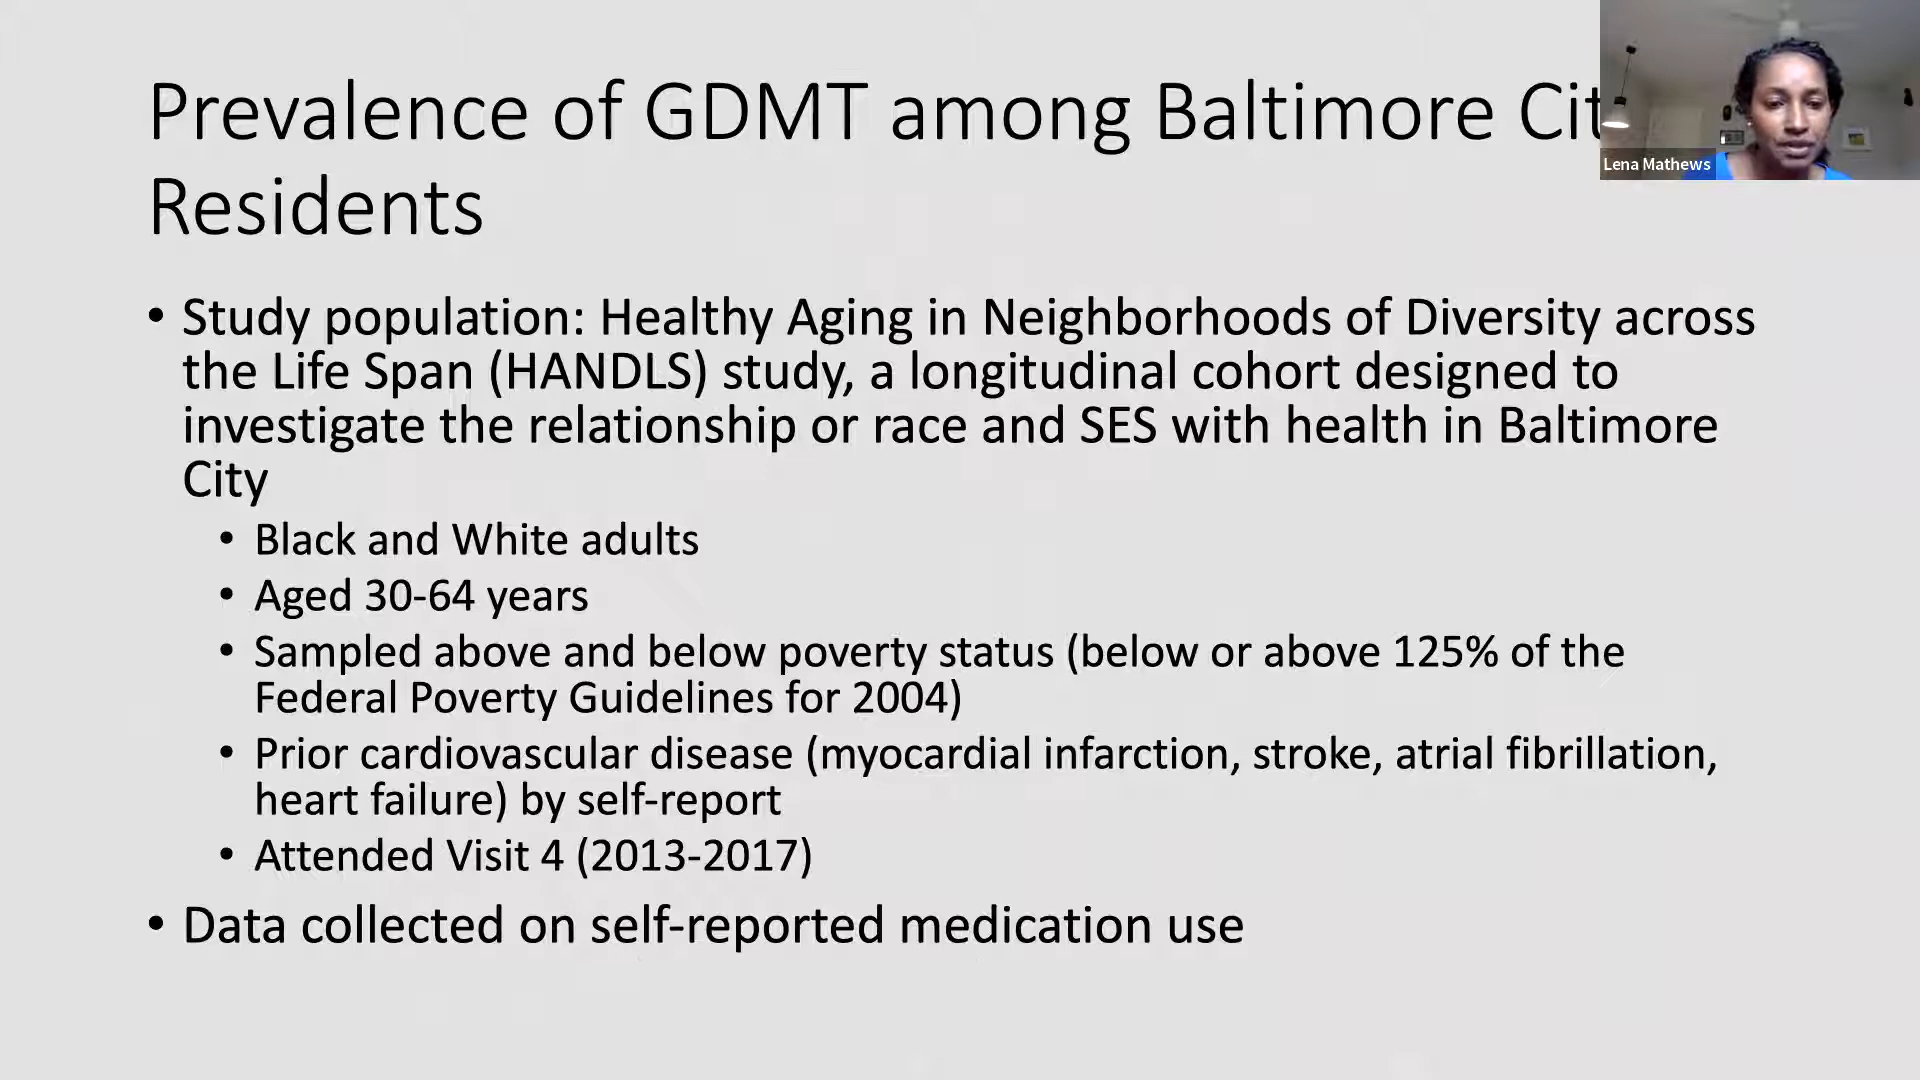 Prevalence of GDMT among Baltimore Cit
Lena Mathews
Residents
• Study population: Healthy Aging in Neighborhoods of Diversity across
the Life Span (HANDLS) study, a longitudinal cohort designed to
investigate the relationship or race and SES with health in Baltimore
City
• Black and White adults
• Aged 30-64 years
• Sampled above and below poverty status (below or above 125% of the
Federal Poverty Guidelines for 2004)
• Prior cardiovascular disease (myocardial infarction, stroke, atrial fibrillation,
heart failure) by self-report
• Attended Visit 4 (2013-2017)
• Data collected on self-reported medication use